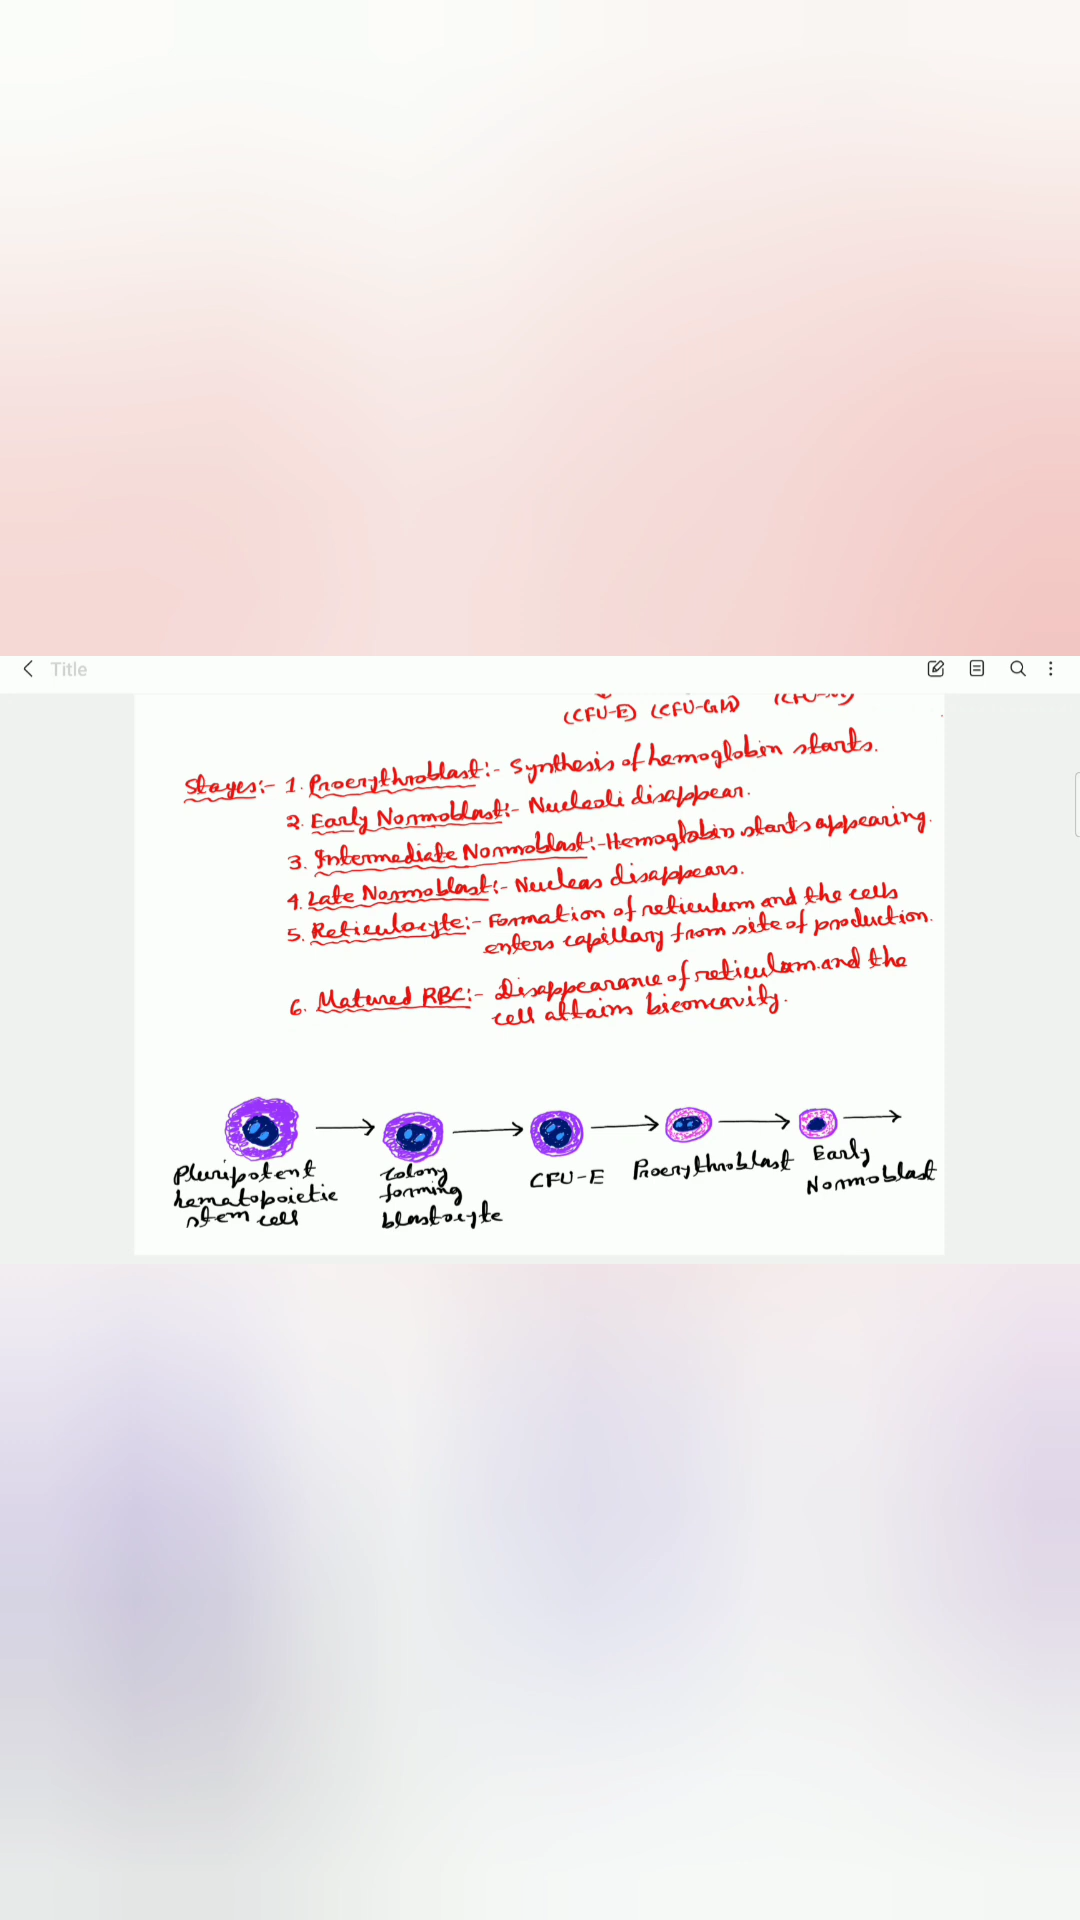 Title
(CFU-E) (CFU-GM)
Stages:- 1. Proerythroblast:- Synthesis of hemoglobin starts.
2. Early Normoblast:- Nucleoli disappear.
3. Intermediate Normoblast:- Hemoglobin starts appearing.
4. Late Normoblast:- Nucleas disappears.
5. Reticulocyte:- Formation of reticulum and the cells
enters capillary from site of production.
6. Matured RBC:- Disappearance of reticulum and the
cell attains biconcavity.
Pluripotent
hematopoietic
stem cell
Colony
forming
blastocyte
CFU-E
Proerythroblast
Early
Normoblast